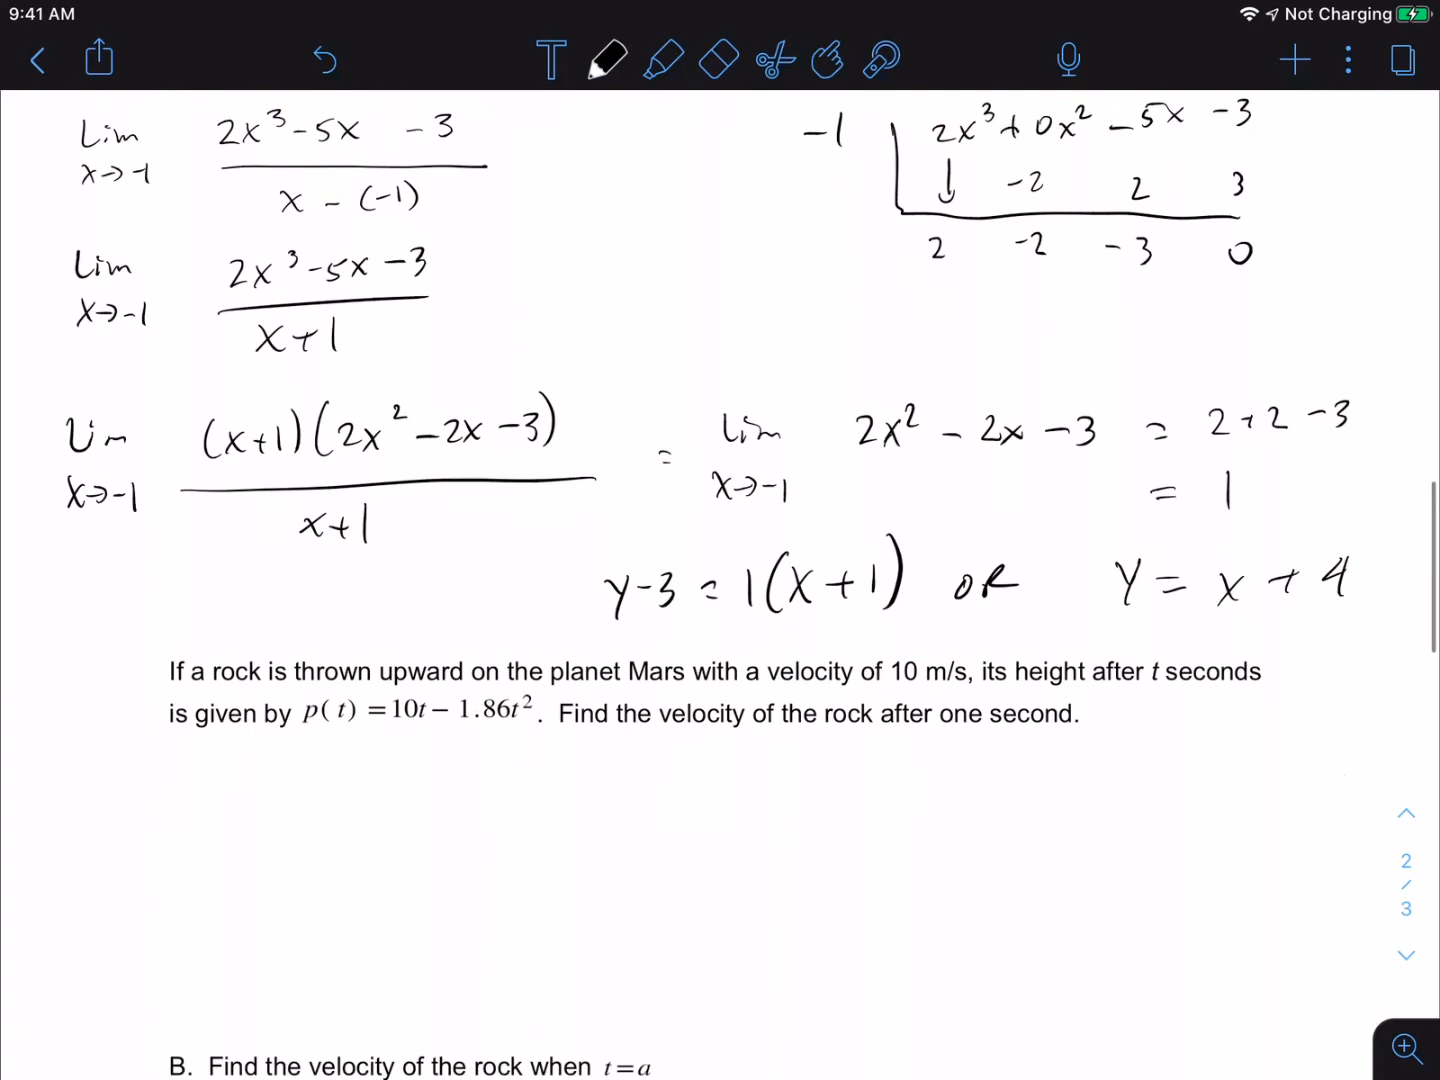 9:41 AM Not Charging
Lim x→-1 2x³-5x -3 / x - (-1)
-1 | 2x³+ 0x² -5x -3
↓ -2 2 3
2 -2 -3 0
Lim x→-1 2x³-5x-3 / x+1
Lim x→-1 (x+1)(2x²-2x-3) / x+1 = Lim x→-1 2x² - 2x - 3 = 2+2-3
= 1
y-3 = 1(x+1) OR y = x + 4
If a rock is thrown upward on the planet Mars with a velocity of 10 m/s, its height after t seconds
is given by p( t) =10t− 1.86t². Find the velocity of the rock after one second.
2
/
3
B. Find the velocity of the rock when t=a